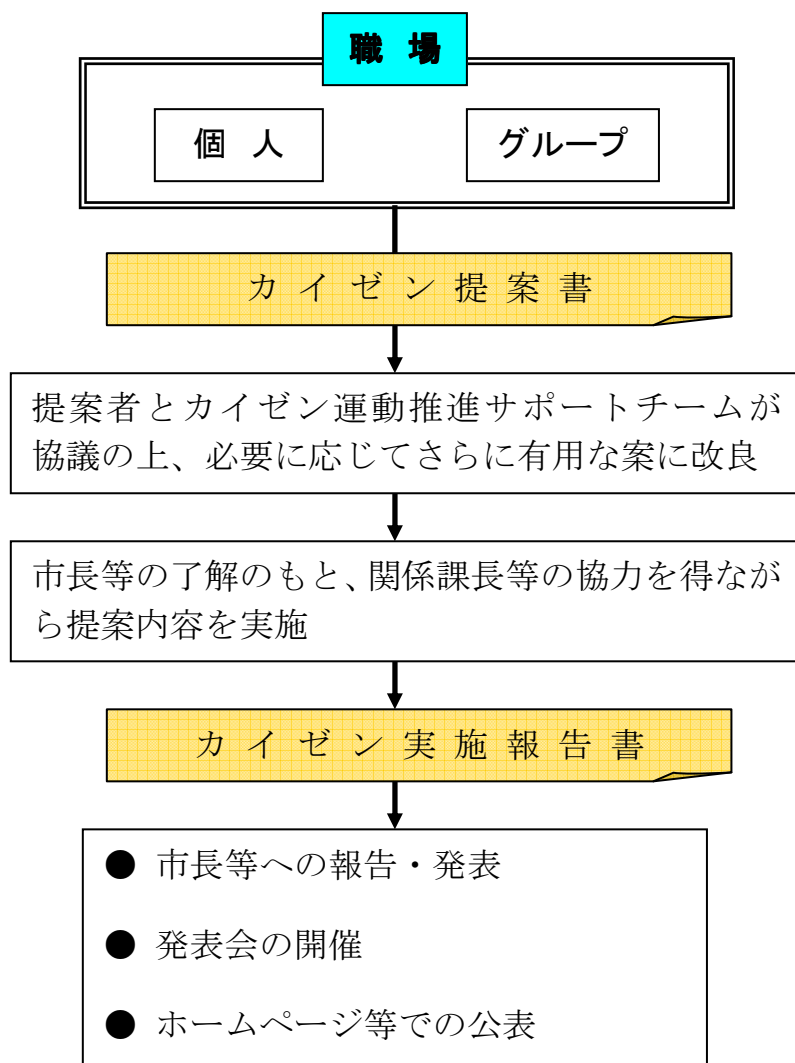 職 場
個 人
グループ
カイゼン提案書
提案者とカイゼン運動推進サポートチームが
協議の上、必要に応じてさらに有用な案に改良
市長等の了解のもと、関係課長等の協力を得なが
ら提案内容を実施
カイゼン実施報告書
● 市長等への報告・発表
● 発表会の開催
● ホームページ等での公表